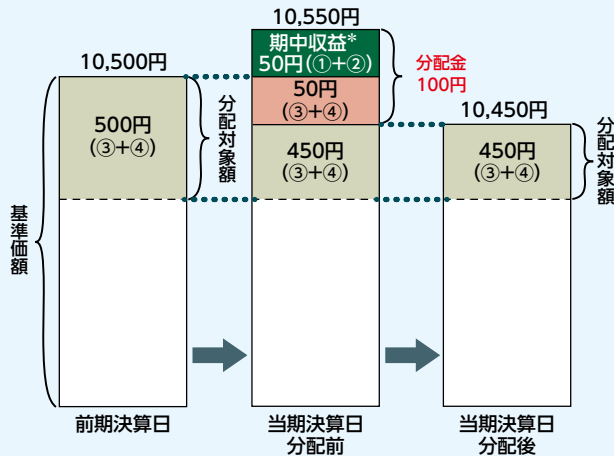 10,500円
500円
(③+④)
分配対象額
基準価額
前期決算日
10,550円
期中収益*
50円(①+②)
50円
(③+④)
450円
(③+④)
分配金
100円
当期決算日
分配前
10,450円
450円
(③+④)
分配対象額
当期決算日
分配後